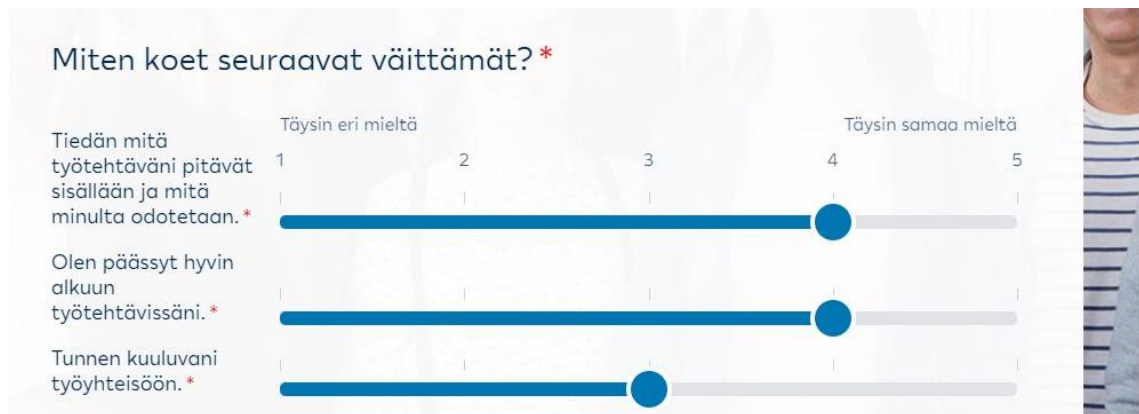 Miten koet seuraavat väittämät? *
Täysin eri mieltä Täysin samaa mieltä
1 2 3 4 5
Tiedän mitä
työtehtäväni pitävät
sisällään ja mitä
minulta odotetaan. *
Olen päässyt hyvin
alkuun
työtehtävissäni. *
Tunnen kuuluvani
työyhteisöön. *